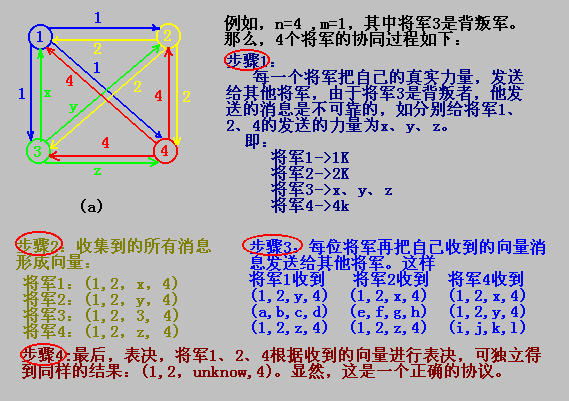 例如，n=4 ,m=1，其中将军3是背叛军。
那么，4个将军的协同过程如下：
步骤1：
每一个将军把自己的真实力量，发送
给其他将军，由于将军3是背叛者，他发
送的消息是不可靠的，如分别给将军1、
2、4的发送的力量为x、y、z。
即：
将军1->1K
将军2->2K
将军3->x、y、z
将军4->4k
1
1
2
2
1
4
2
1
x
y
4
2
3
4
4
z
(a)
步骤2：收集到的所有消息
形成向量：
将军1：(1,2, x, 4)
将军2：(1,2, y, 4)
将军3：(1,2, 3, 4)
将军4：(1,2, z, 4)
步骤3：每位将军再把自己收到的向量消
息发送给其他将军。这样
将军1收到 将军2收到 将军4收到
(1,2,y,4) (1,2,x,4) (1,2,x,4)
(a,b,c,d) (e,f,g,h) (1,2,y,4)
(1,2,z,4) (1,2,z,4) (i,j,k,l)
步骤4:最后，表决，将军1、2、4根据收到的向量进行表决，可独立得
到同样的结果：(1,2，unknow,4)。显然，这是一个正确的协议。